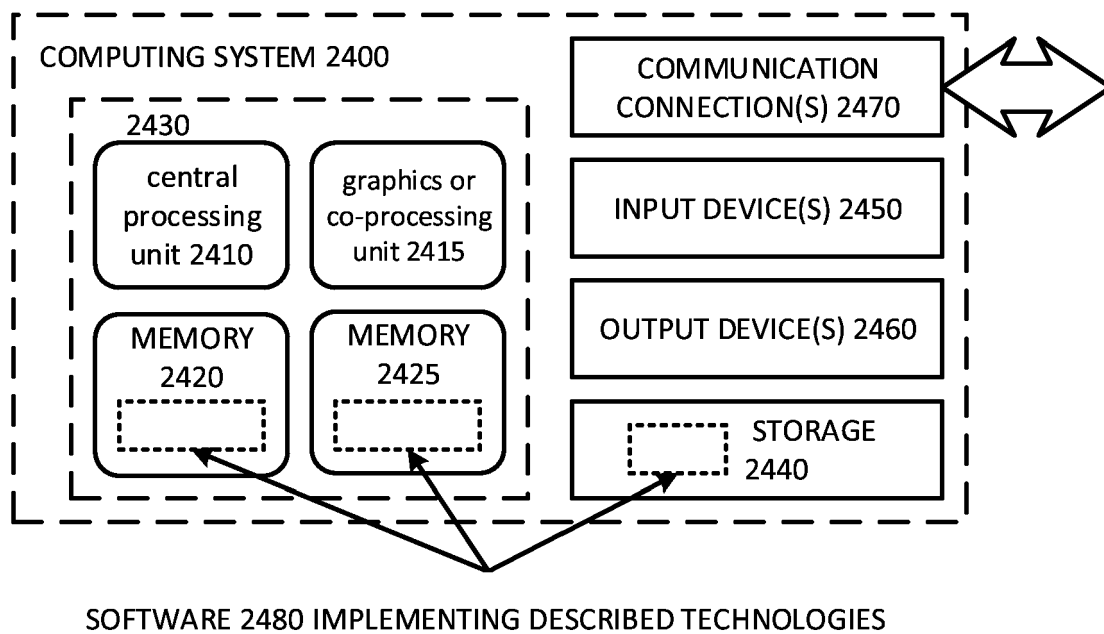 COMPUTING SYSTEM 2400
2430
central
processing
unit 2410
graphics or
co-processing
unit 2415
MEMORY
2420
MEMORY
2425
COMMUNICATION
CONNECTION(S) 2470
INPUT DEVICE(S) 2450
OUTPUT DEVICE(S) 2460
STORAGE
2440
SOFTWARE 2480 IMPLEMENTING DESCRIBED TECHNOLOGIES